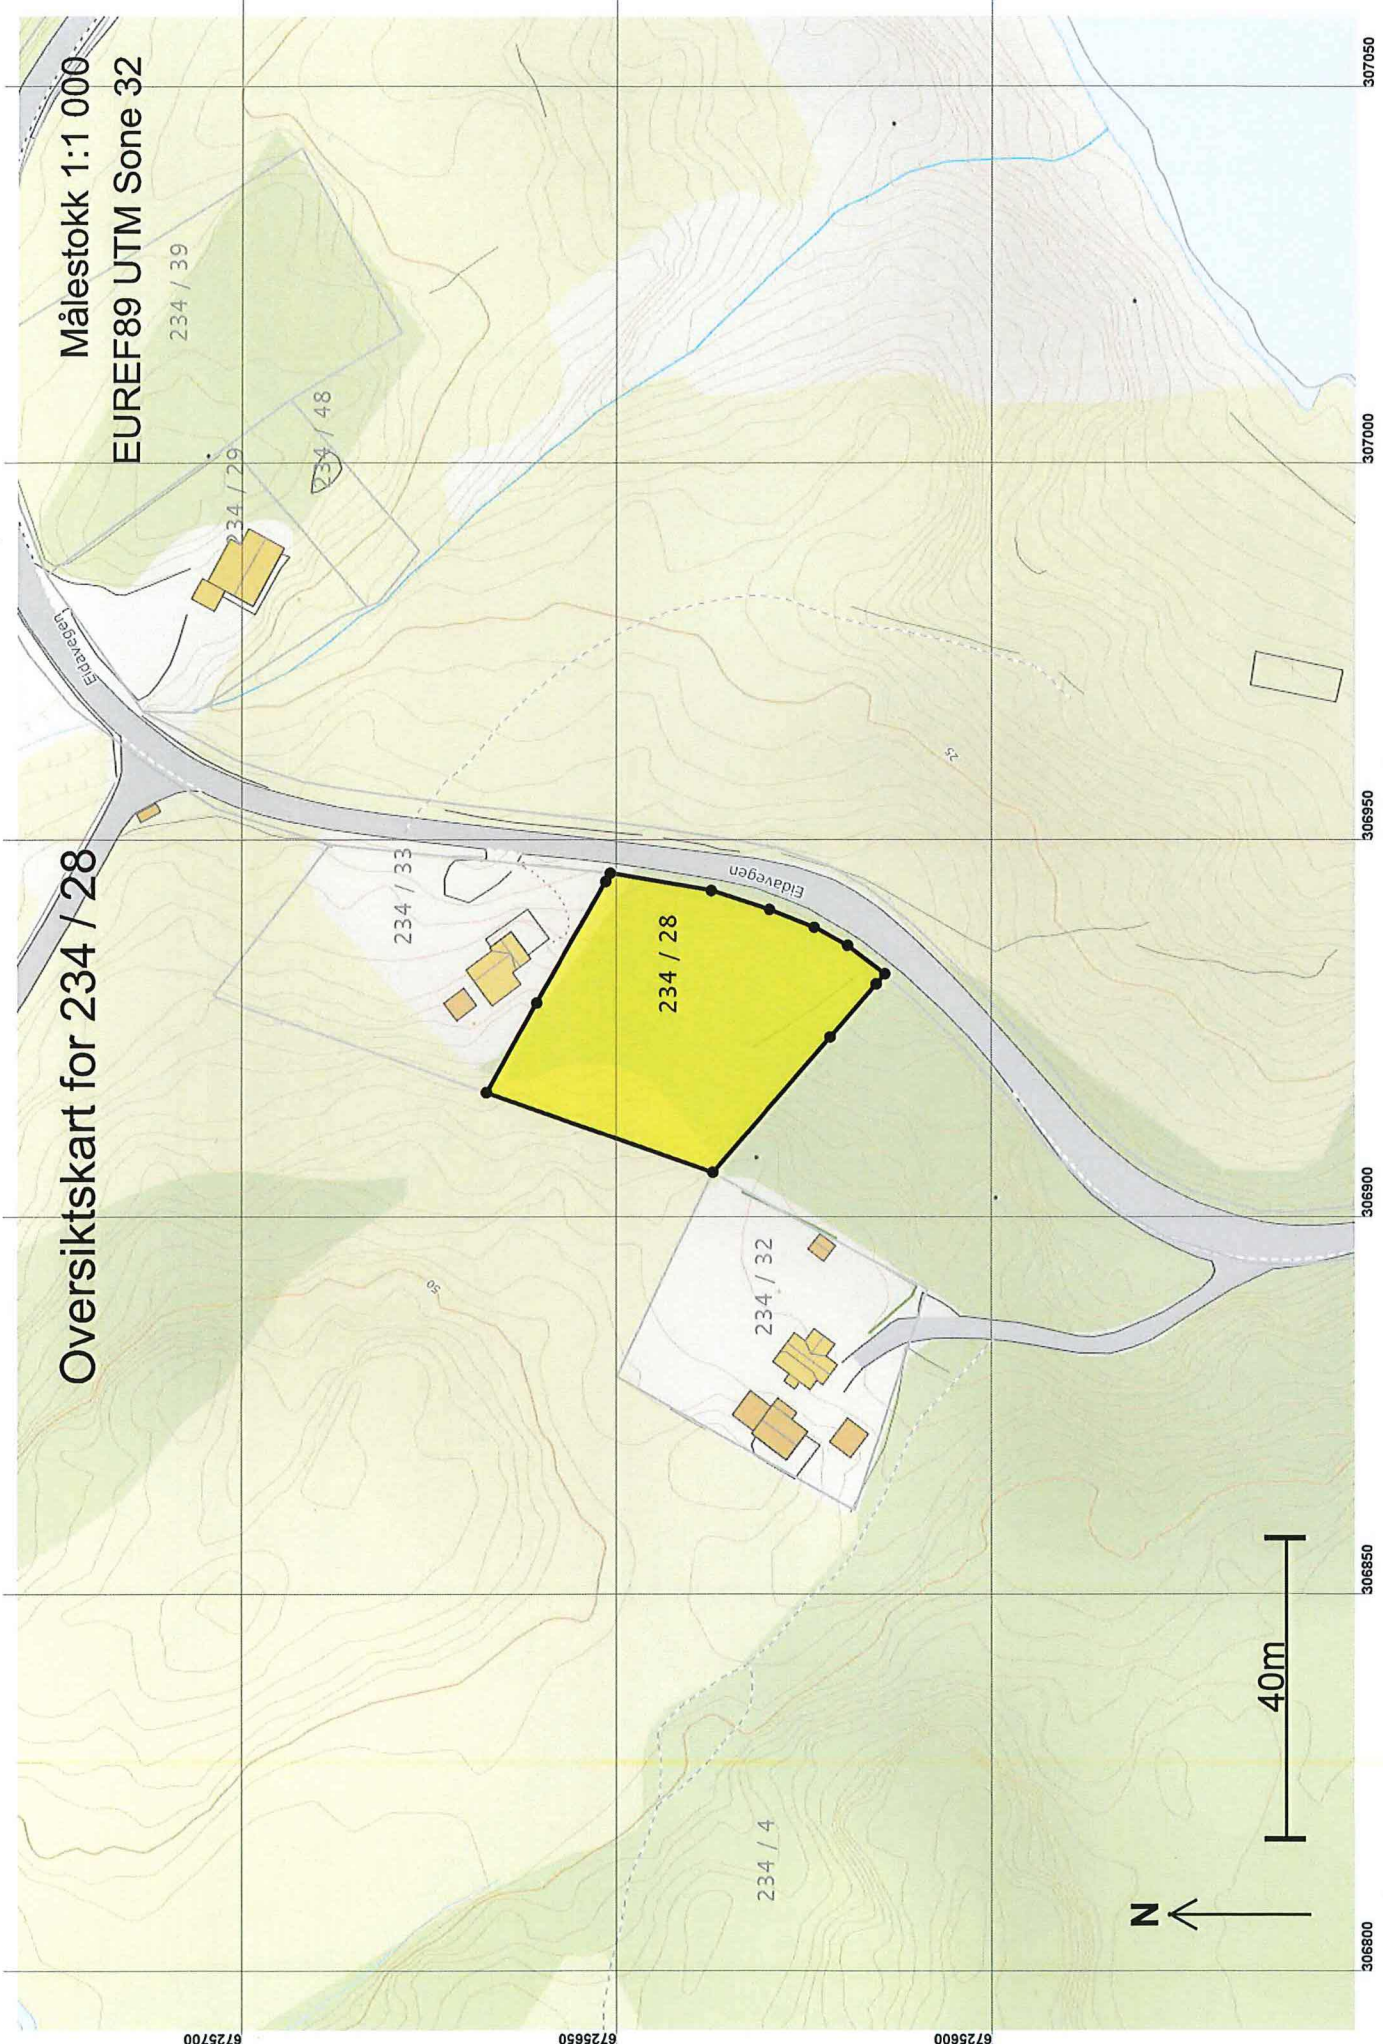 Oversiktskart for 234 / 28
Målestokk 1:1 000
EUREF89 UTM Sone 32
234 / 39
234 / 29
234 / 48
Eidavegen
234 / 33
234 / 28
Eidavegen
234 / 32
234 / 4
50
25
N
40m
6725700
6725650
6725600
306800
306850
306900
306950
307000
307050